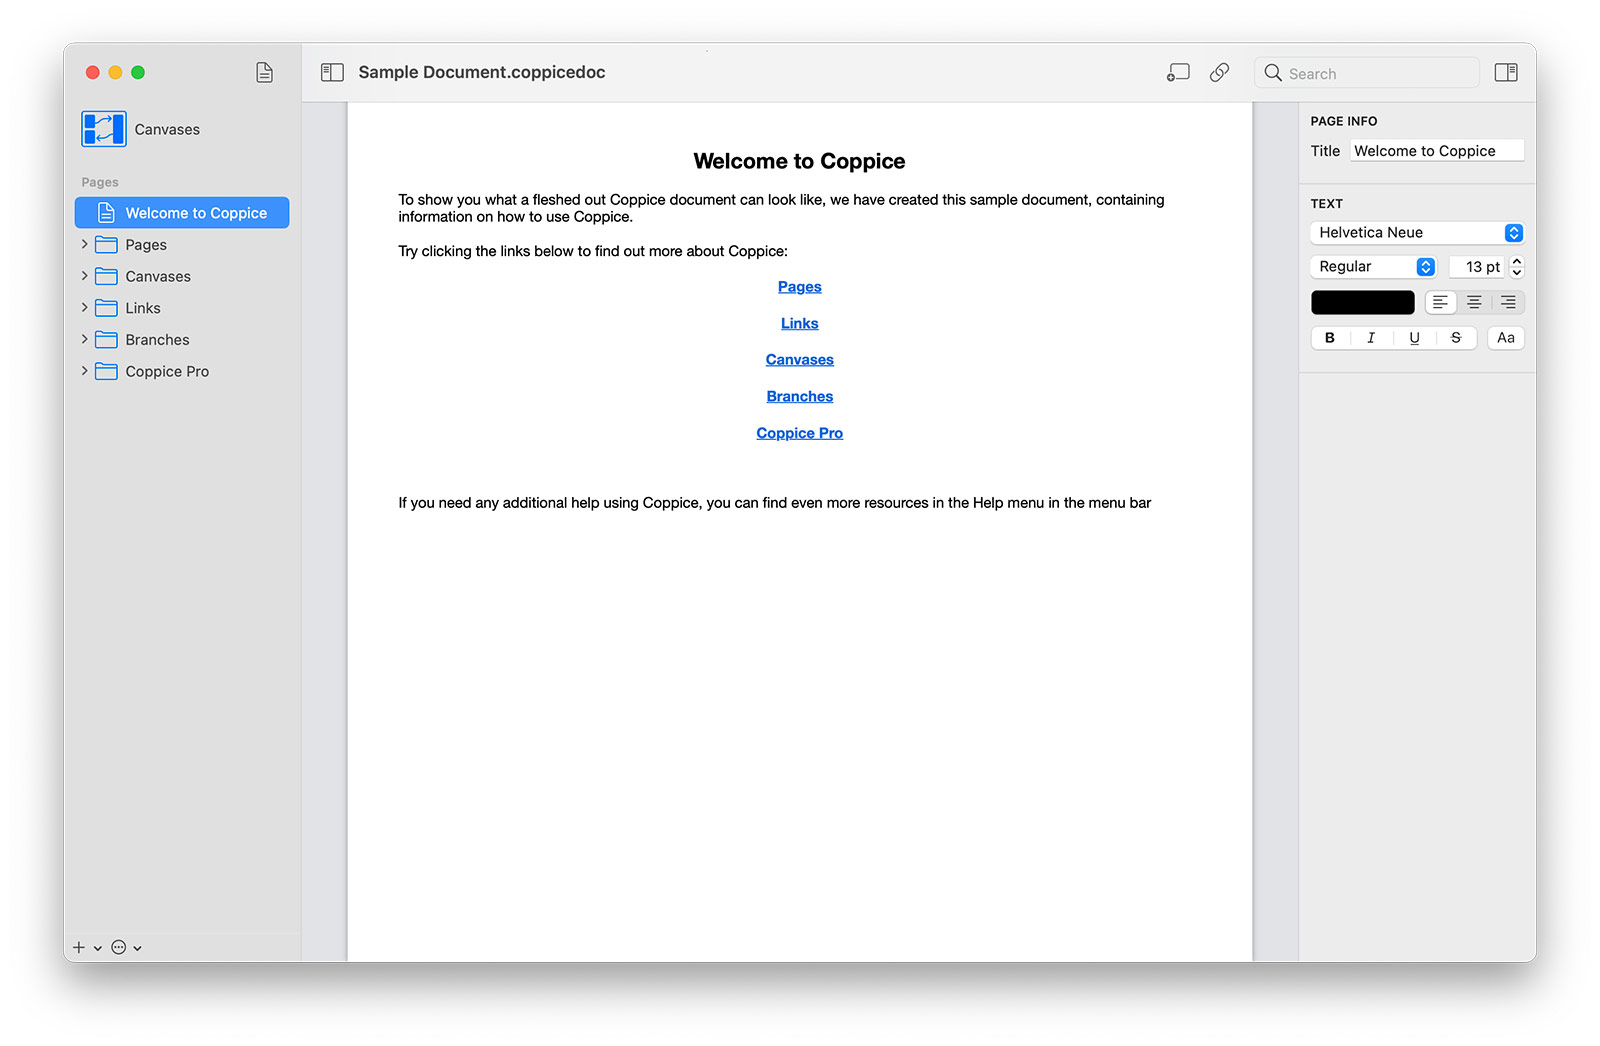 Sample Document.coppicedoc
Search
Canvases
Pages
Welcome to Coppice
Pages
Canvases
Links
Branches
Coppice Pro
Welcome to Coppice
To show you what a fleshed out Coppice document can look like, we have created this sample document, containing
information on how to use Coppice.
Try clicking the links below to find out more about Coppice:
Pages
Links
Canvases
Branches
Coppice Pro
If you need any additional help using Coppice, you can find even more resources in the Help menu in the menu bar
PAGE INFO
Title Welcome to Coppice
TEXT
Helvetica Neue
Regular 13 pt
B I U S Aa